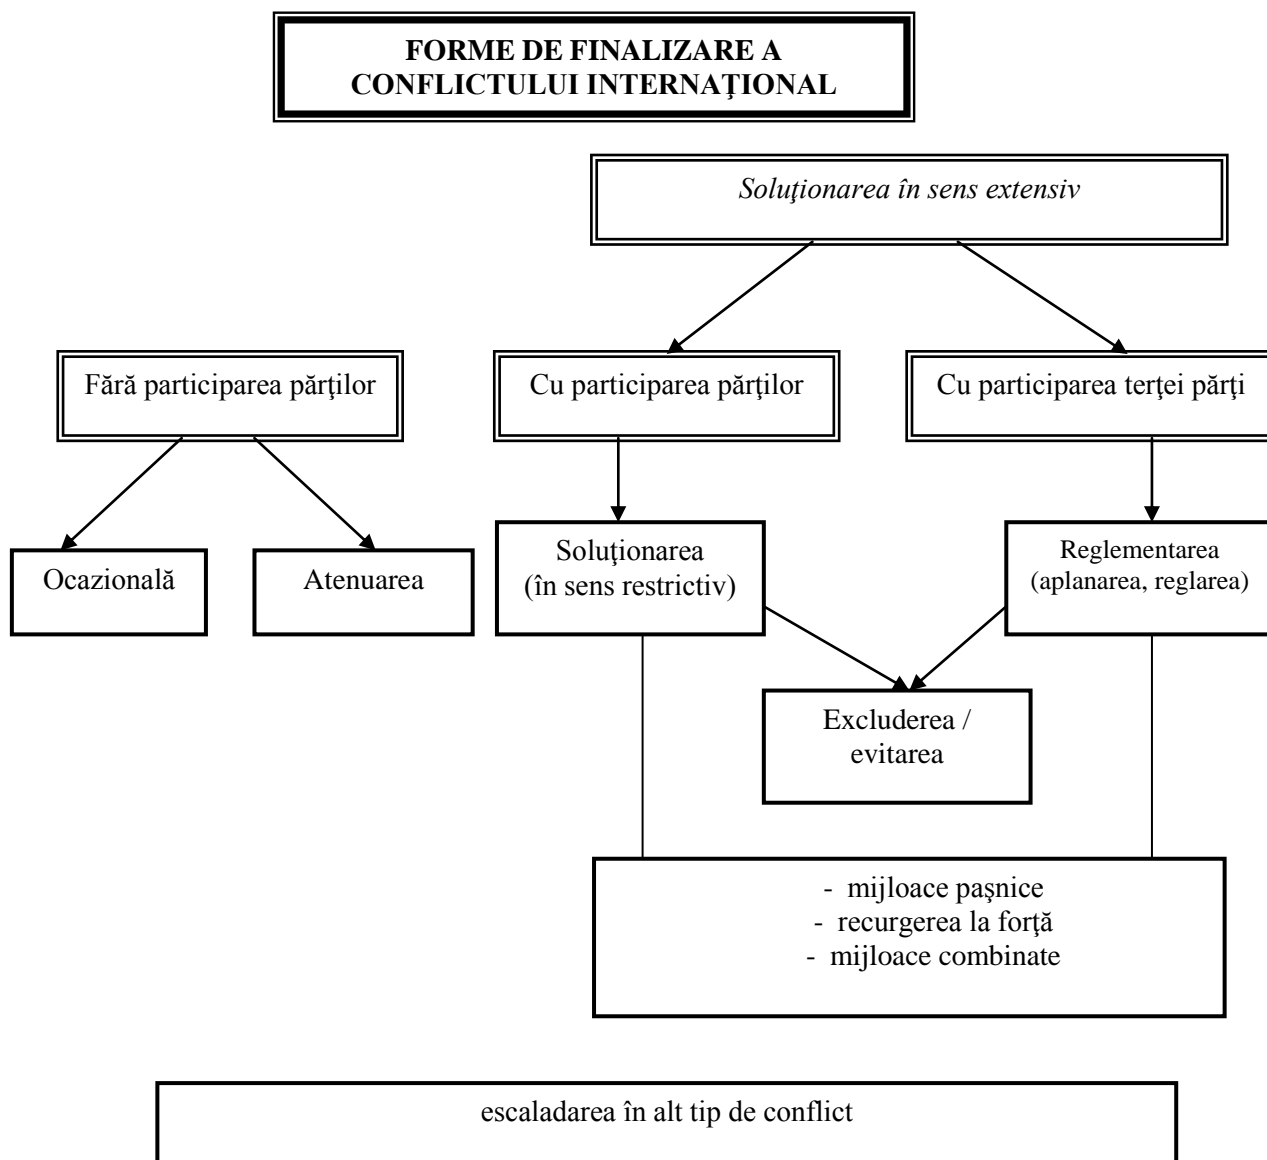 FORME DE FINALIZARE A
CONFLICTULUI INTERNAŢIONAL
Soluţionarea în sens extensiv
Fără participarea părţilor
Cu participarea părţilor
Cu participarea terţei părţi
Ocazională
Atenuarea
Soluţionarea
(în sens restrictiv)
Reglementarea
(aplanarea, reglarea)
Excluderea /
evitarea
- mijloace paşnice
- recurgerea la forţă
- mijloace combinate
escaladarea în alt tip de conflict